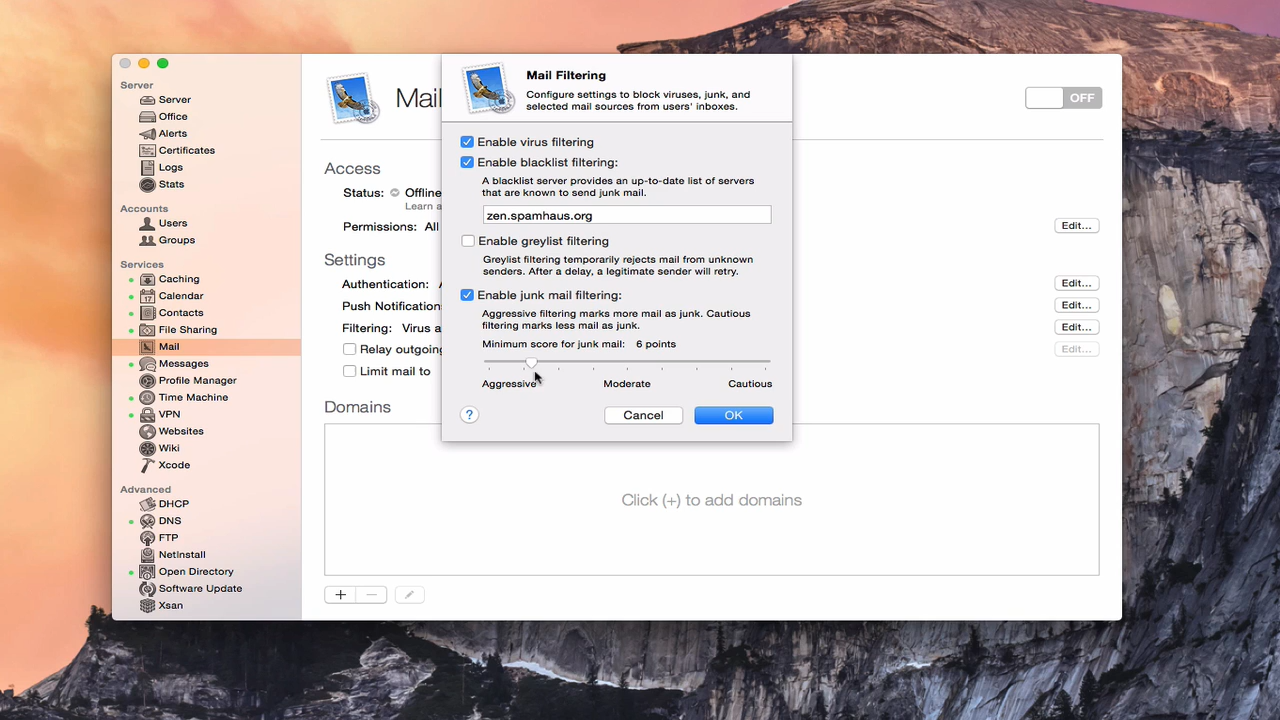 Server
Server
Office
Alerts
Certificates
Logs
Stats
Accounts
Users
Groups
Services
Caching
17
Calendar
Contacts
File Sharing
Mail
Messages
Profile Manager
Time Machine
VPN
Websites
Wiki
Xcode
Advanced
DHCP
DNS
FTP
NetInstall
Open Directory
Software Update
Xsan
Mail
OFF
Access
Status: Offline
Learn a
Permissions: All
Edit...
Settings
Authentication:
Edit...
Push Notification
Edit...
Filtering: Virus a
Edit...
Relay outgoing
Edit...
Limit mail to
Domains
Click (+) to add domains
Mail Filtering
Configure settings to block viruses, junk, and
selected mail sources from users' inboxes.
Enable virus filtering
Enable blacklist filtering:
A blacklist server provides an up-to-date list of servers
that are known to send junk mail.
zen.spamhaus.org
Enable greylist filtering
Greylist filtering temporarily rejects mail from unknown
senders. After a delay, a legitimate sender will retry.
Enable junk mail filtering:
Aggressive filtering marks more mail as junk. Cautious
filtering marks less mail as junk.
Minimum score for junk mail: 6 points
Aggressive Moderate Cautious
? Cancel OK